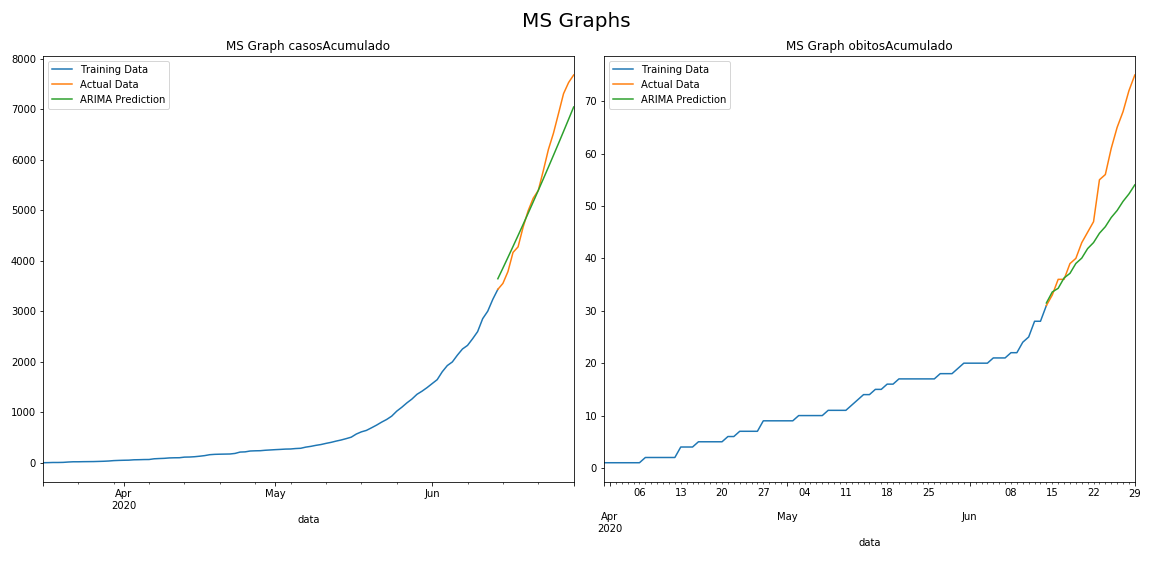 MS Graphs
MS Graph casosAcumulado
Training Data
Actual Data
ARIMA Prediction
8000
7000
6000
5000
4000
3000
2000
1000
0
Apr
2020
May
Jun
data
MS Graph obitosAcumulado
Training Data
Actual Data
ARIMA Prediction
70
60
50
40
30
20
10
0
06 13 20 27 04 11 18 25 08 15 22 29
Apr
2020
May
Jun
data